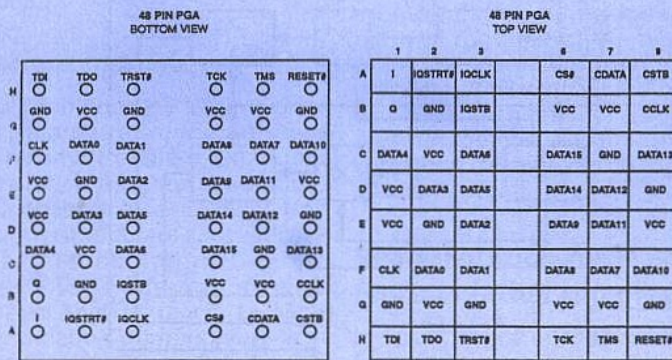 48 PIN PGA
BOTTOM VIEW
H TDI TDO TRST# TCK TMS RESET#
G GND VCC GND VCC VCC GND
F CLK DATA0 DATA1 DATA8 DATA7 DATA10
E VCC GND DATA2 DATA9 DATA11 VCC
D VCC DATA3 DATA5 DATA14 DATA12 GND
C DATA4 VCC DATA6 DATA15 GND DATA13
B Q GND IQSTB VCC VCC CCLK
A I IQSTRT# IQCLK CS# CDATA CSTB
48 PIN PGA
TOP VIEW
1 2 3 6 7 8
A I IQSTRT# IQCLK CS# CDATA CSTB
B Q GND IQSTB VCC VCC CCLK
C DATA4 VCC DATA6 DATA15 GND DATA13
D VCC DATA3 DATA5 DATA14 DATA12 GND
E VCC GND DATA2 DATA9 DATA11 VCC
F CLK DATA0 DATA1 DATA8 DATA7 DATA10
G GND VCC GND VCC VCC GND
H TDI TDO TRST# TCK TMS RESET#